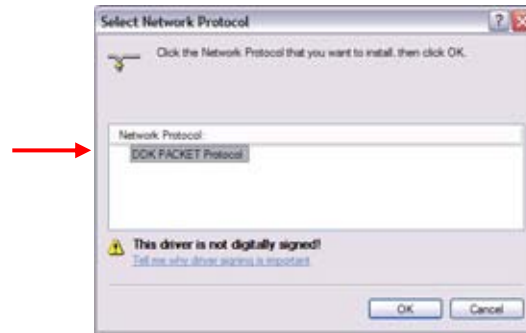 Select Network Protocol
Click the Network Protocol that you want to install, then click OK.
Network Protocol:
DDK PACKET Protocol
This driver is not digitally signed!
Tell me why driver signing is important
OK Cancel